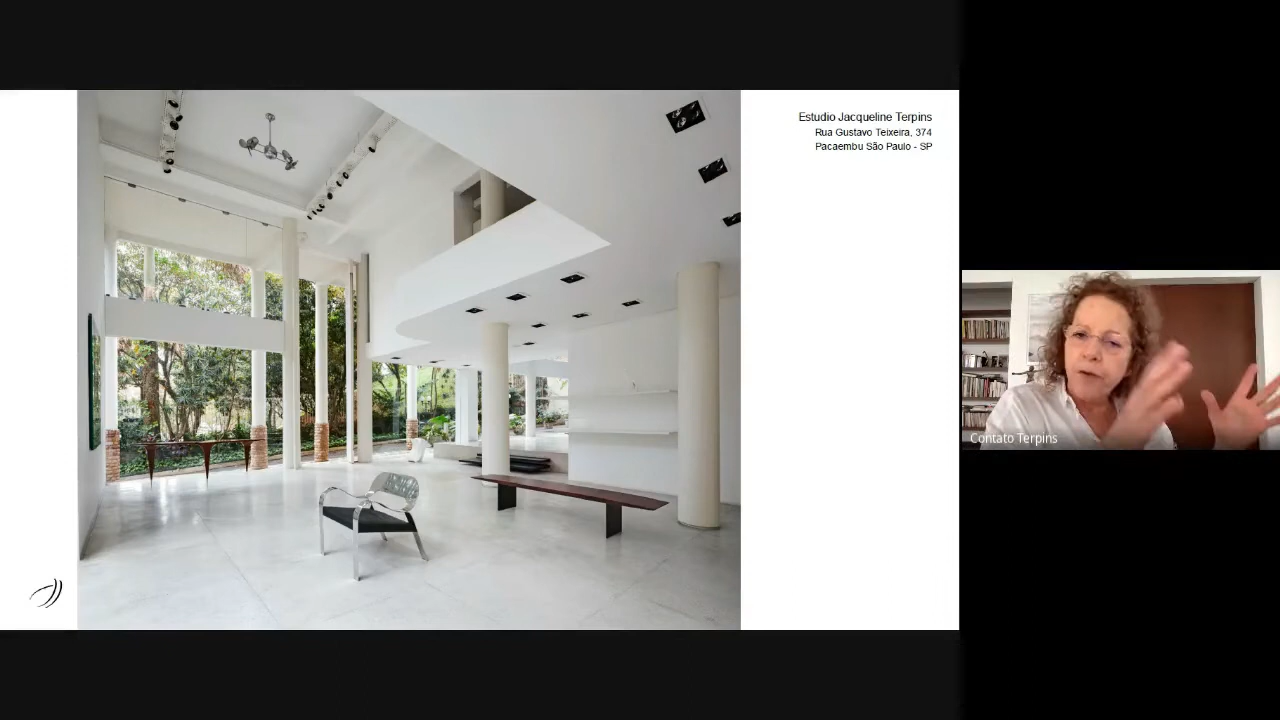 Estudio Jacqueline Terpins
Rua Gustavo Teixeira, 374
Pacaembu São Paulo - SP
Contato Terpins